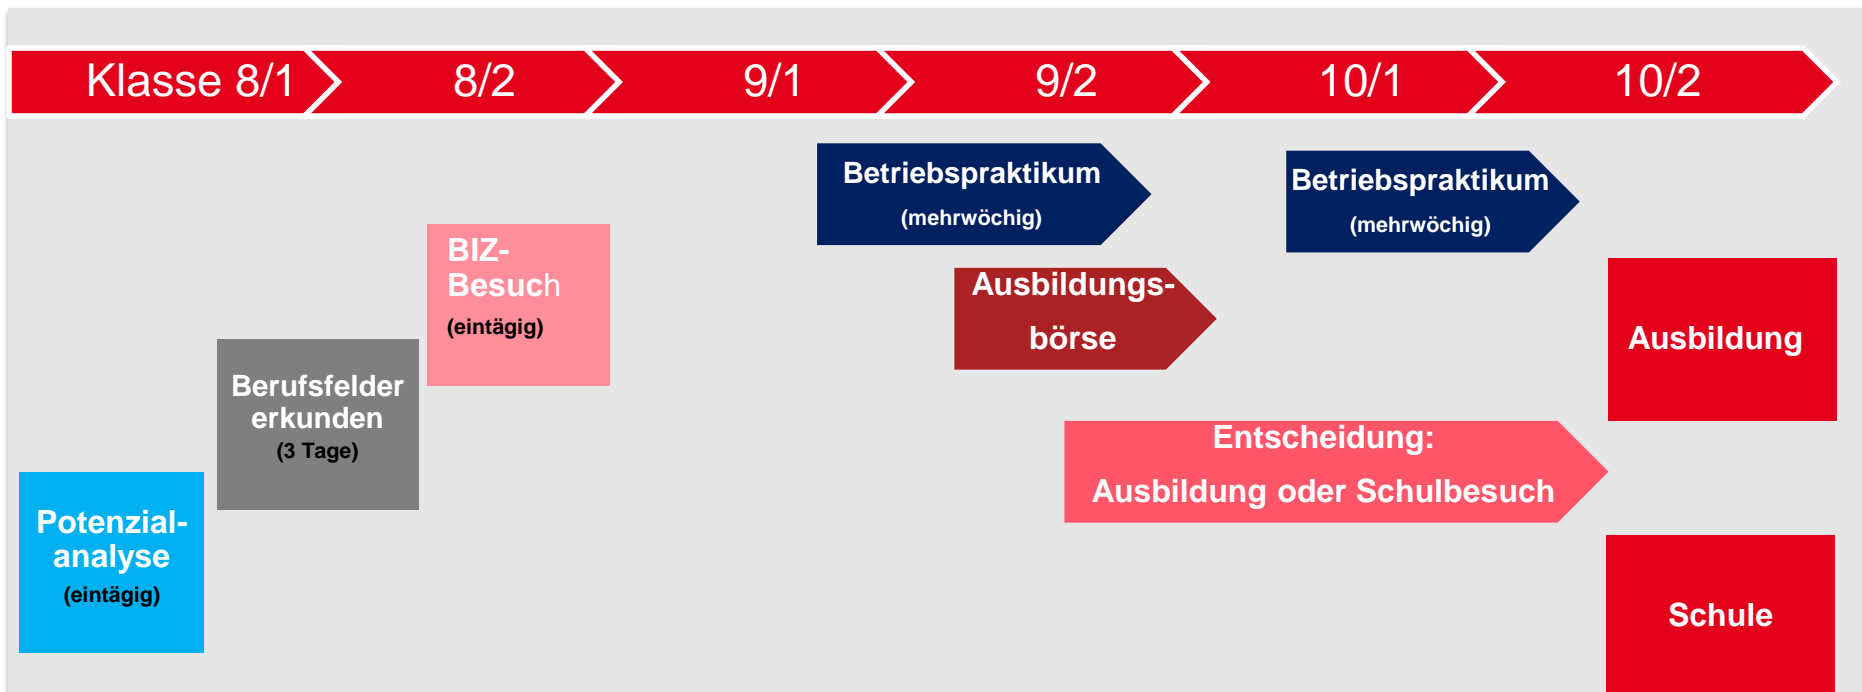 Klasse 8/1
8/2
9/1
9/2
10/1
10/2
Betriebspraktikum
(mehrwöchig)
Betriebspraktikum
(mehrwöchig)
BIZ-
Besuch
(eintägig)
Ausbildungs-
börse
Ausbildung
Berufsfelder
erkunden
(3 Tage)
Entscheidung:
Ausbildung oder Schulbesuch
Potenzial-
analyse
(eintägig)
Schule